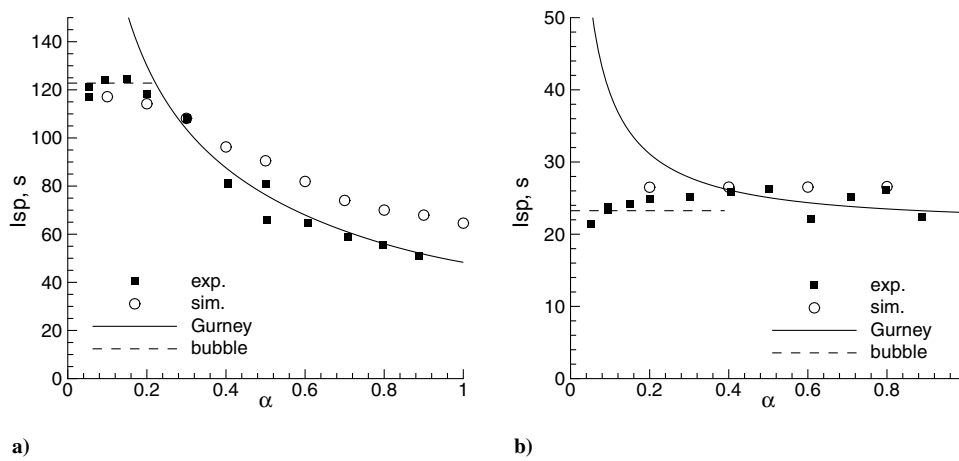 Isp, s
140
120
100
80
60
40
20
0
exp.
sim.
Gurney
bubble
0 0.2 0.4 0.6 0.8 1
α
a)
Isp, s
50
40
30
20
10
0
exp.
sim.
Gurney
bubble
0 0.2 0.4 0.6 0.8
α
b)